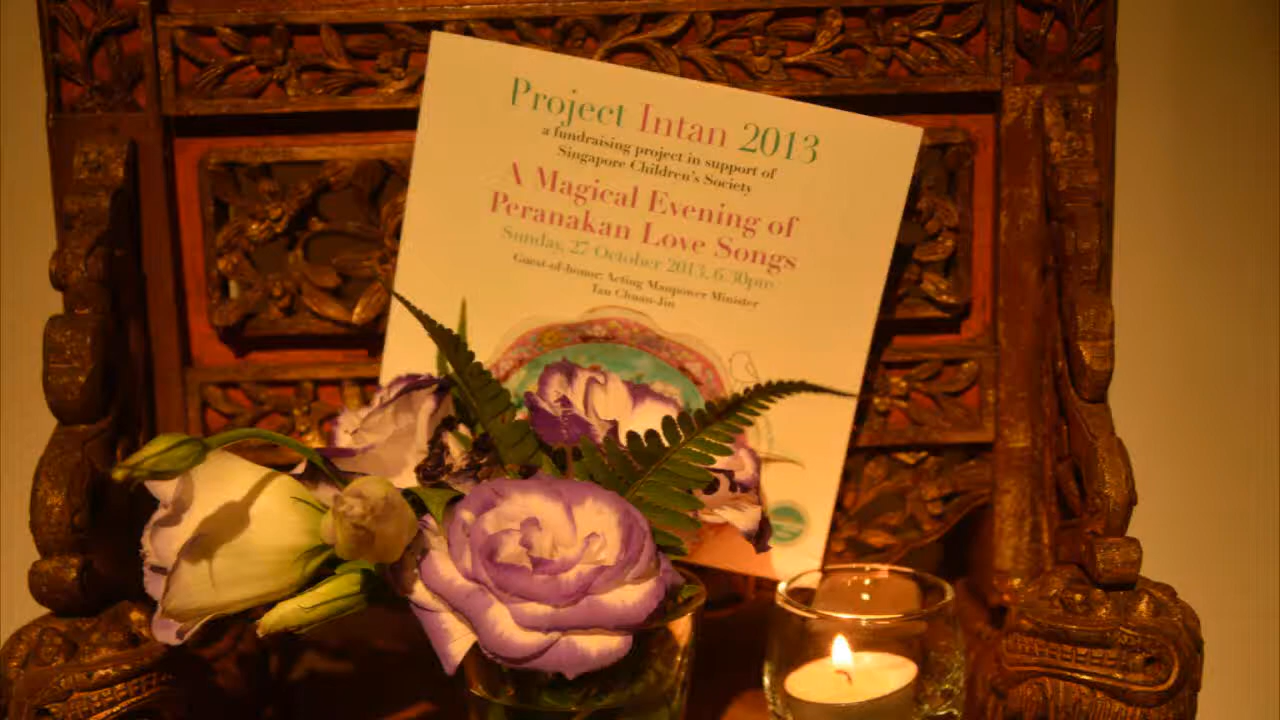 Project Intan 2013
a fundraising project in support of
Singapore Children's Society
A Magical Evening of
Peranakan Love Songs
Sunday, 27 October 2013, 6.30pm
Guest-of-honor: Acting Manpower Minister
Tan Chuan-Jin